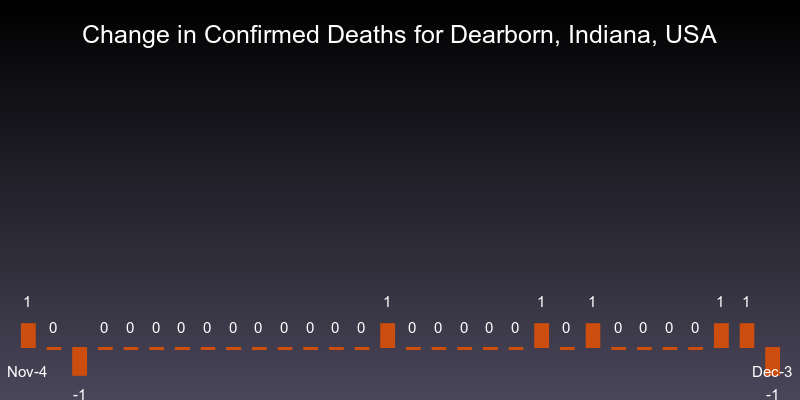 Change in Confirmed Deaths for Dearborn, Indiana, USA
1 1 1 1 1 1
0 0 0 0 0 0 0 0 0 0 0 0 0 0 0 0 0 0 0 0 0 0
Nov-4 Dec-3
-1 -1